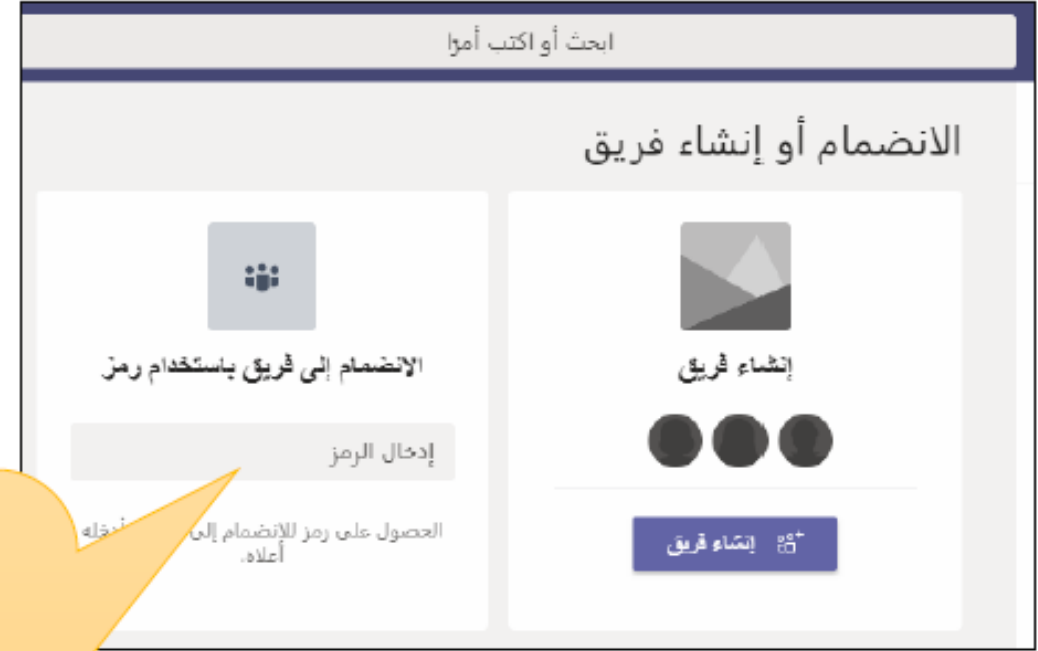 ابحث أو اكتب أمرًا
الانضمام أو إنشاء فريق
إنشاء فريق
إنشاء فريق
الانضمام إلى فريق باستخدام رمز
إدخال الرمز
الحصول على رمز للانضمام إلى أدخله
أعلاه.